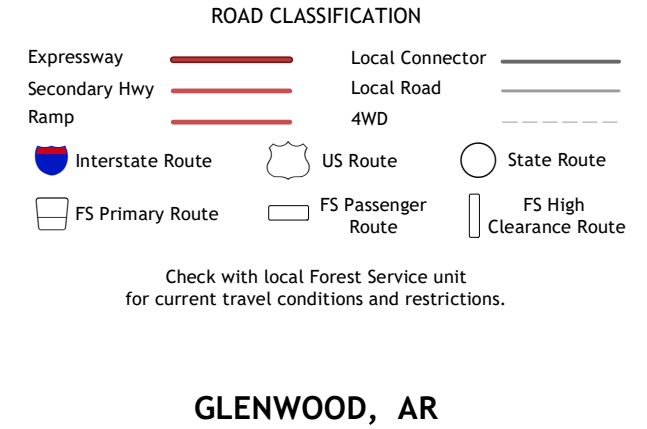 ROAD CLASSIFICATION
Expressway
Local Connector
Secondary Hwy
Local Road
Ramp
4WD
Interstate Route
US Route
State Route
FS Primary Route
FS Passenger
Route
FS High
Clearance Route
Check with local Forest Service unit
for current travel conditions and restrictions.
GLENWOOD, AR